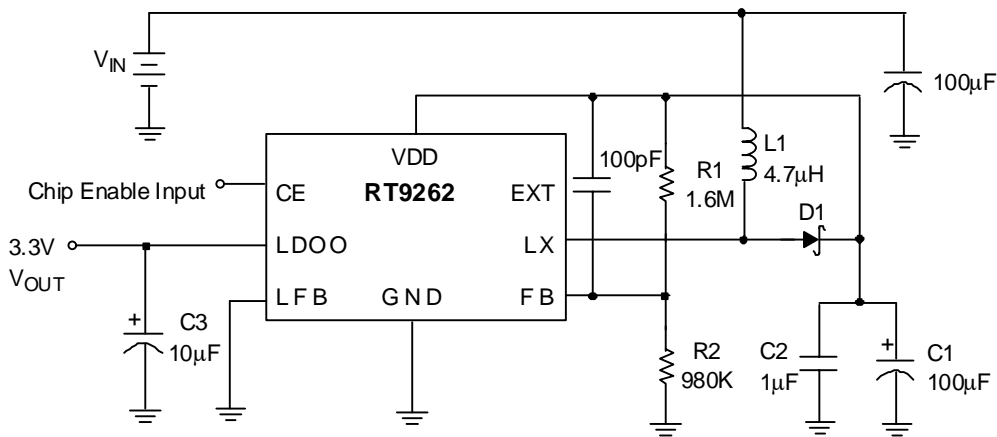 VIN
100μF
VDD
RT9262
100pF
R1
1.6M
L1
4.7μH
Chip Enable Input
CE
EXT
D1
3.3V
VOUT
LDOO
LX
LFB
GND
FB
+
C3
10μF
R2
980K
C2
1μF
+
C1
100μF